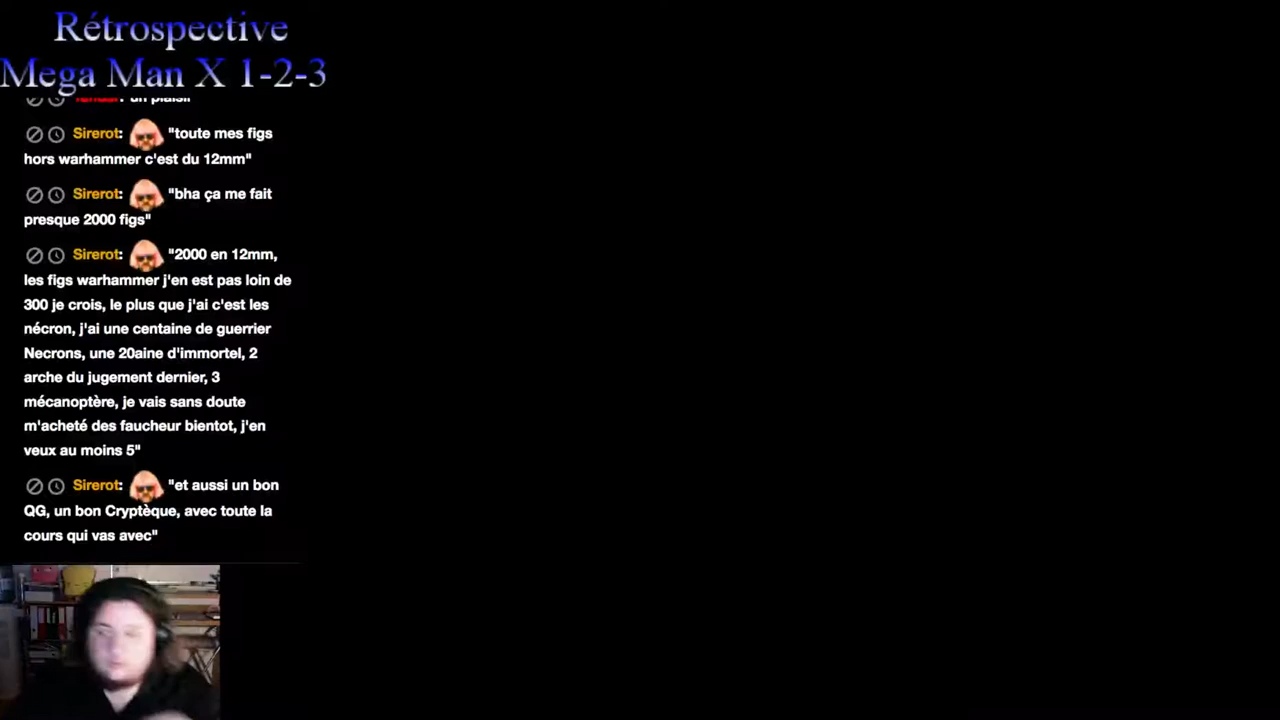 Rétrospective
Mega Man X 1-2-3
un plaisir
Sirerot: "toute mes figs
hors warhammer c'est du 12mm"
Sirerot: "bha ça me fait
presque 2000 figs"
Sirerot: "2000 en 12mm,
les figs warhammer j'en est pas loin de
300 je crois, le plus que j'ai c'est les
nécron, j'ai une centaine de guerrier
Necrons, une 20aine d'immortel, 2
arche du jugement dernier, 3
mécanoptère, je vais sans doute
m'acheté des faucheur bientot, j'en
veux au moins 5"
Sirerot: "et aussi un bon
QG, un bon Cryptèque, avec toute la
cours qui vas avec"